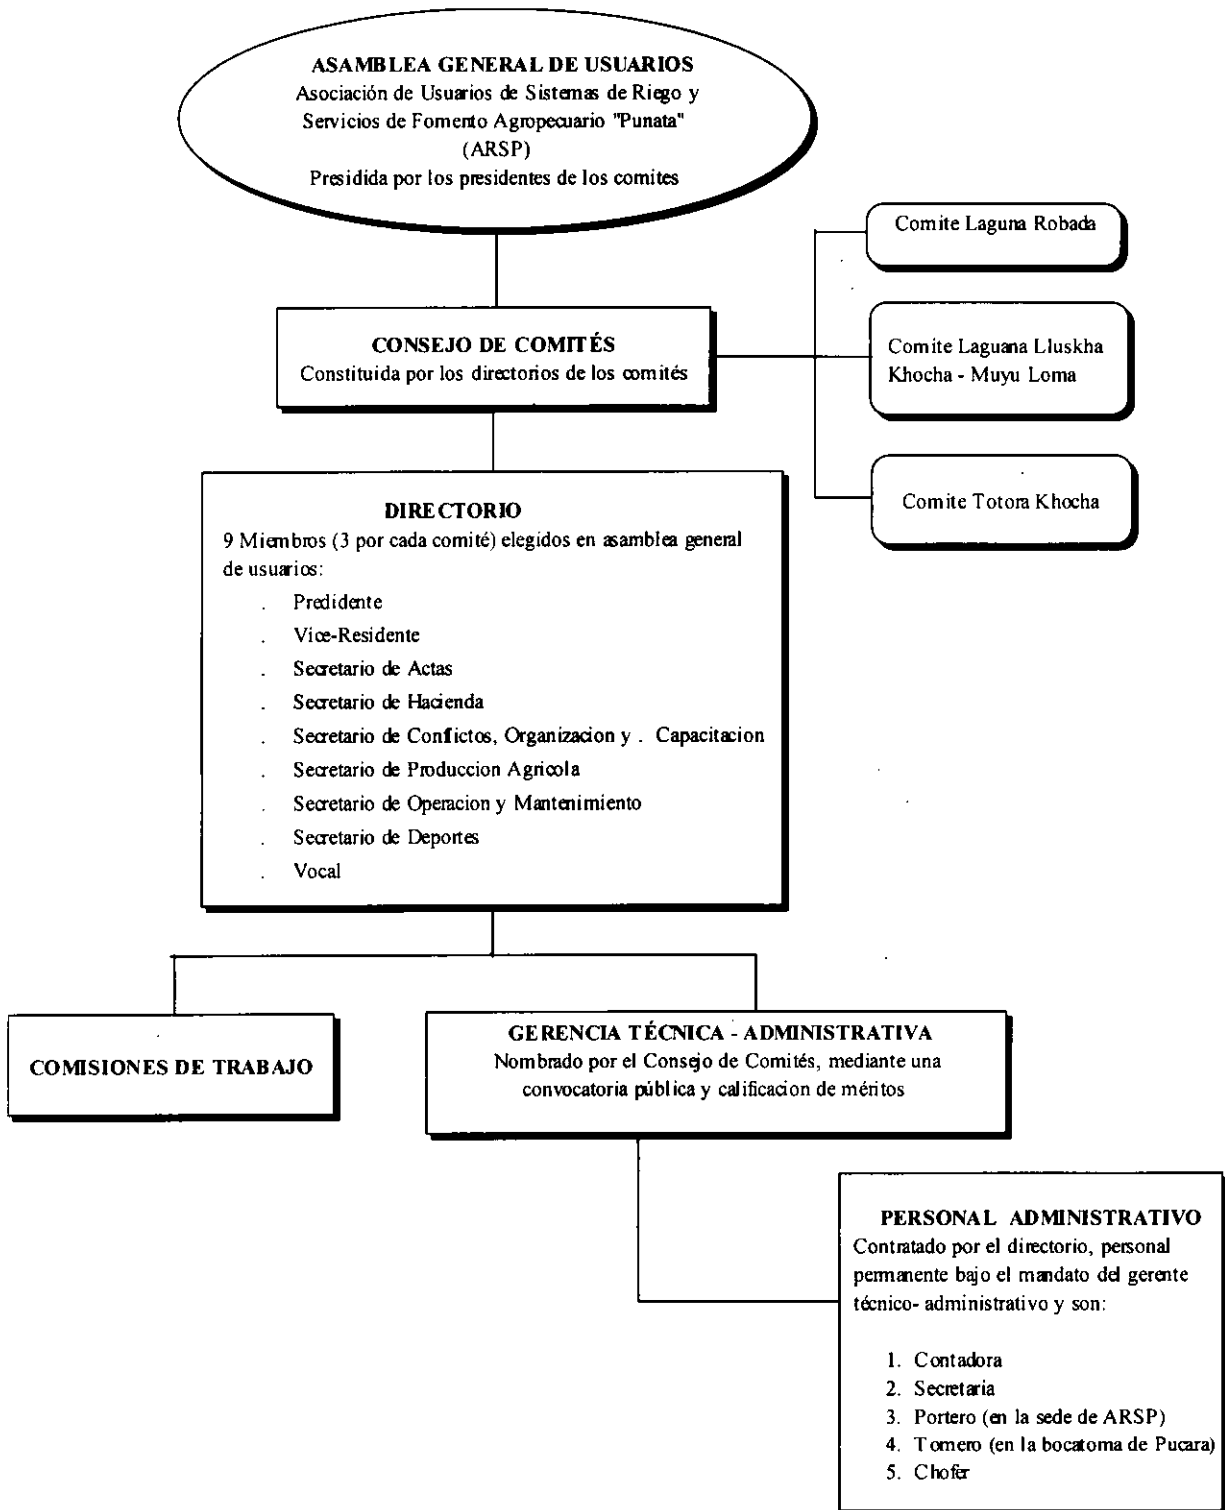 ASAMBLEA GENERAL DE USUARIOS
Asociación de Usuarios de Sistemas de Riego y
Servicios de Fomento Agropecuario "Punata"
(ARSP)
Presidida por los presidentes de los comites
Comite Laguna Robada
CONSEJO DE COMITÉS
Constituida por los directorios de los comités
Comite Laguana Lluskha
Khocha - Muyu Loma
Comite Totora Khocha
DIRECTORIO
9 Miembros (3 por cada comité) elegidos en asamblea general
de usuarios:
. Predidente
. Vice-Residente
. Secretario de Actas
. Secretario de Hacienda
. Secretario de Conflictos, Organizacion y . Capacitacion
. Secretario de Produccion Agricola
. Secretario de Operacion y Mantenimiento
. Secretario de Deportes
. Vocal
COMISIONES DE TRABAJO
GERENCIA TÉCNICA - ADMINISTRATIVA
Nombrado por el Consejo de Comités, mediante una
convocatoria pública y calificacion de méritos
PERSONAL ADMINISTRATIVO
Contratado por el directorio, personal
permanente bajo el mandato del gerente
técnico- administrativo y son:
1. Contadora
2. Secretaria
3. Portero (en la sede de ARSP)
4. Tomero (en la bocatoma de Pucara)
5. Chofer